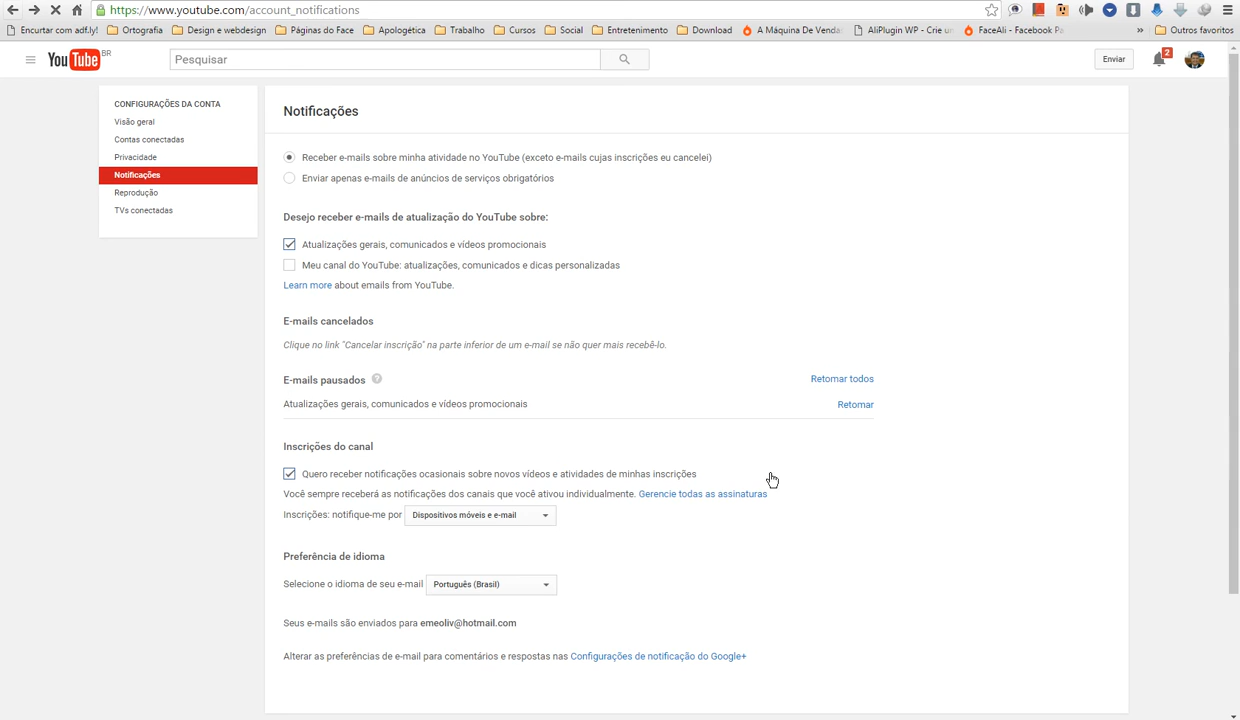 https://www.youtube.com/account_notifications
Encurtar com adf.ly! Ortografia Design e webdesign Páginas do Face Apologética Trabalho Cursos Social Entretenimento Download A Máquina De Venda AliPlugin WP - Crie u FaceAli - Facebook P » Outros favoritos
YouTube BR
Pesquisar
Enviar
2
CONFIGURAÇÕES DA CONTA
Visão geral
Contas conectadas
Privacidade
Notificações
Reprodução
TVs conectadas
Notificações
Receber e-mails sobre minha atividade no YouTube (exceto e-mails cujas inscrições eu cancelei)
Enviar apenas e-mails de anúncios de serviços obrigatórios
Desejo receber e-mails de atualização do YouTube sobre:
Atualizações gerais, comunicados e vídeos promocionais
Meu canal do YouTube: atualizações, comunicados e dicas personalizadas
Learn more about emails from YouTube.
E-mails cancelados
Clique no link "Cancelar inscrição" na parte inferior de um e-mail se não quer mais recebê-lo.
E-mails pausados ? Retomar todos
Atualizações gerais, comunicados e vídeos promocionais Retomar
Inscrições do canal
Quero receber notificações ocasionais sobre novos vídeos e atividades de minhas inscrições
Você sempre receberá as notificações dos canais que você ativou individualmente. Gerencie todas as assinaturas
Inscrições: notifique-me por Dispositivos móveis e e-mail
Preferência de idioma
Selecione o idioma de seu e-mail Português (Brasil)
Seus e-mails são enviados para emeoliv@hotmail.com
Alterar as preferências de e-mail para comentários e respostas nas Configurações de notificação do Google+